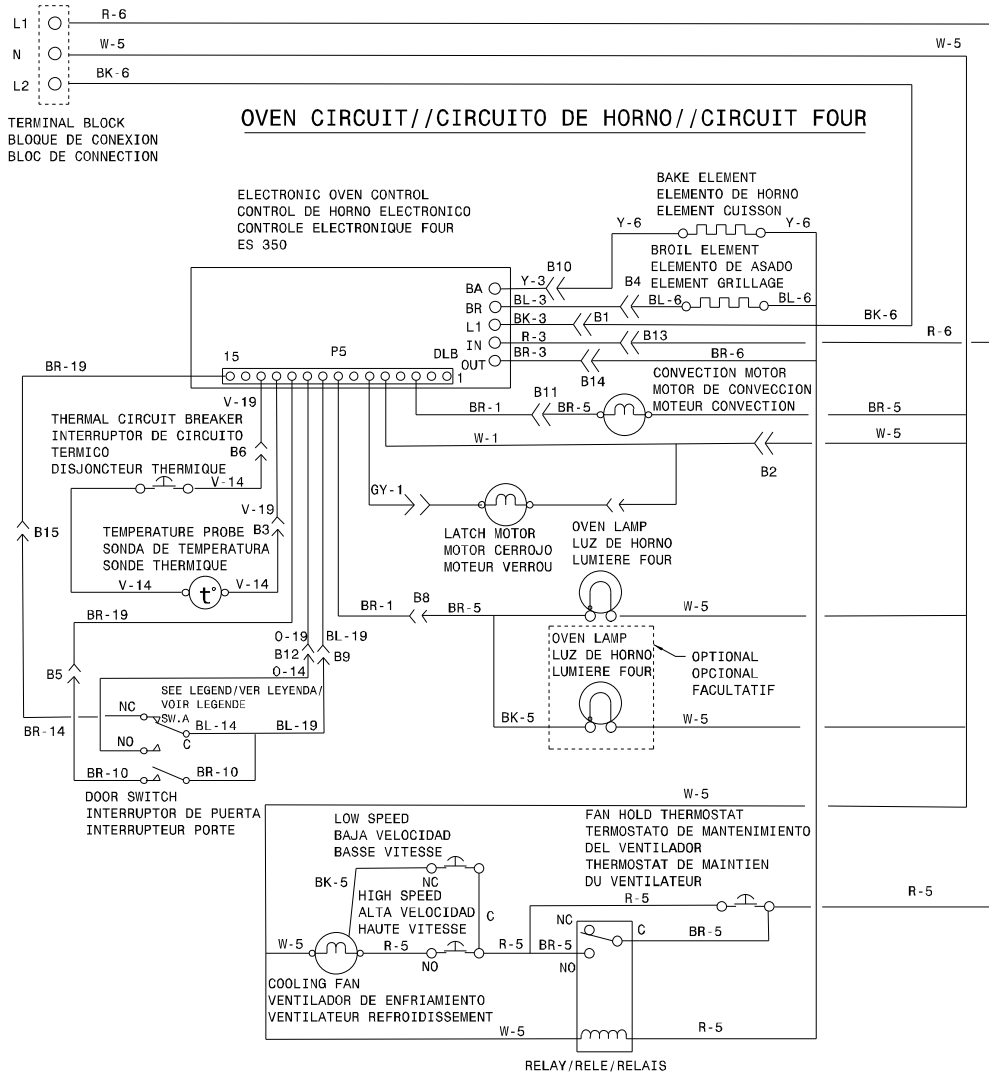 L1
R-6
N
W-5
W-5
L2
BK-6
TERMINAL BLOCK
BLOQUE DE CONEXION
BLOC DE CONNECTION
OVEN CIRCUIT//CIRCUITO DE HORNO//CIRCUIT FOUR
ELECTRONIC OVEN CONTROL
CONTROL DE HORNO ELECTRONICO
CONTROLE ELECTRONIQUE FOUR
ES 350
BAKE ELEMENT
ELEMENTO DE HORNO
ELEMENT CUISSON
Y-6
Y-6
BROIL ELEMENT
ELEMENTO DE ASADO
ELEMENT GRILLAGE
BA
Y-3
B10
BR
BL-3
B4
BL-6
BL-6
L1
BK-3
B1
BK-6
IN
R-3
B13
R-6
OUT
BR-3
B14
BR-6
15
P5
DLB
1
BR-19
CONVECTION MOTOR
MOTOR DE CONVECCION
MOTEUR CONVECTION
BR-1
B11
BR-5
BR-5
W-1
W-5
B2
V-19
THERMAL CIRCUIT BREAKER
INTERRUPTOR DE CIRCUITO
TERMICO
DISJONCTEUR THERMIQUE
B6
V-14
GY-1
LATCH MOTOR
MOTOR CERROJO
MOTEUR VERROU
V-19
B3
B15
TEMPERATURE PROBE
SONDA DE TEMPERATURA
SONDE THERMIQUE
V-14
t°
V-14
OVEN LAMP
LUZ DE HORNO
LUMIERE FOUR
BR-19
BR-1
B8
BR-5
W-5
O-19
BL-19
B12
B9
O-14
B5
OVEN LAMP
LUZ DE HORNO
LUMIERE FOUR
OPTIONAL
OPCIONAL
FACULTATIF
BK-5
W-5
SEE LEGEND/VER LEYENDA/
VOIR LEGENDE
NC
SW.A
BL-14
BL-19
BR-14
NO
C
BR-10
BR-10
DOOR SWITCH
INTERRUPTOR DE PUERTA
INTERRUPTEUR PORTE
W-5
LOW SPEED
BAJA VELOCIDAD
BASSE VITESSE
FAN HOLD THERMOSTAT
TERMOSTATO DE MANTENIMIENTO
DEL VENTILADOR
THERMOSTAT DE MAINTIEN
DU VENTILATEUR
BK-5
NC
HIGH SPEED
ALTA VELOCIDAD
HAUTE VITESSE
C
R-5
R-5
NC
C
BR-5
W-5
R-5
NO
R-5
BR-5
NO
COOLING FAN
VENTILADOR DE ENFRIAMIENTO
VENTILATEUR REFROIDISSEMENT
W-5
R-5
RELAY/RELE/RELAIS